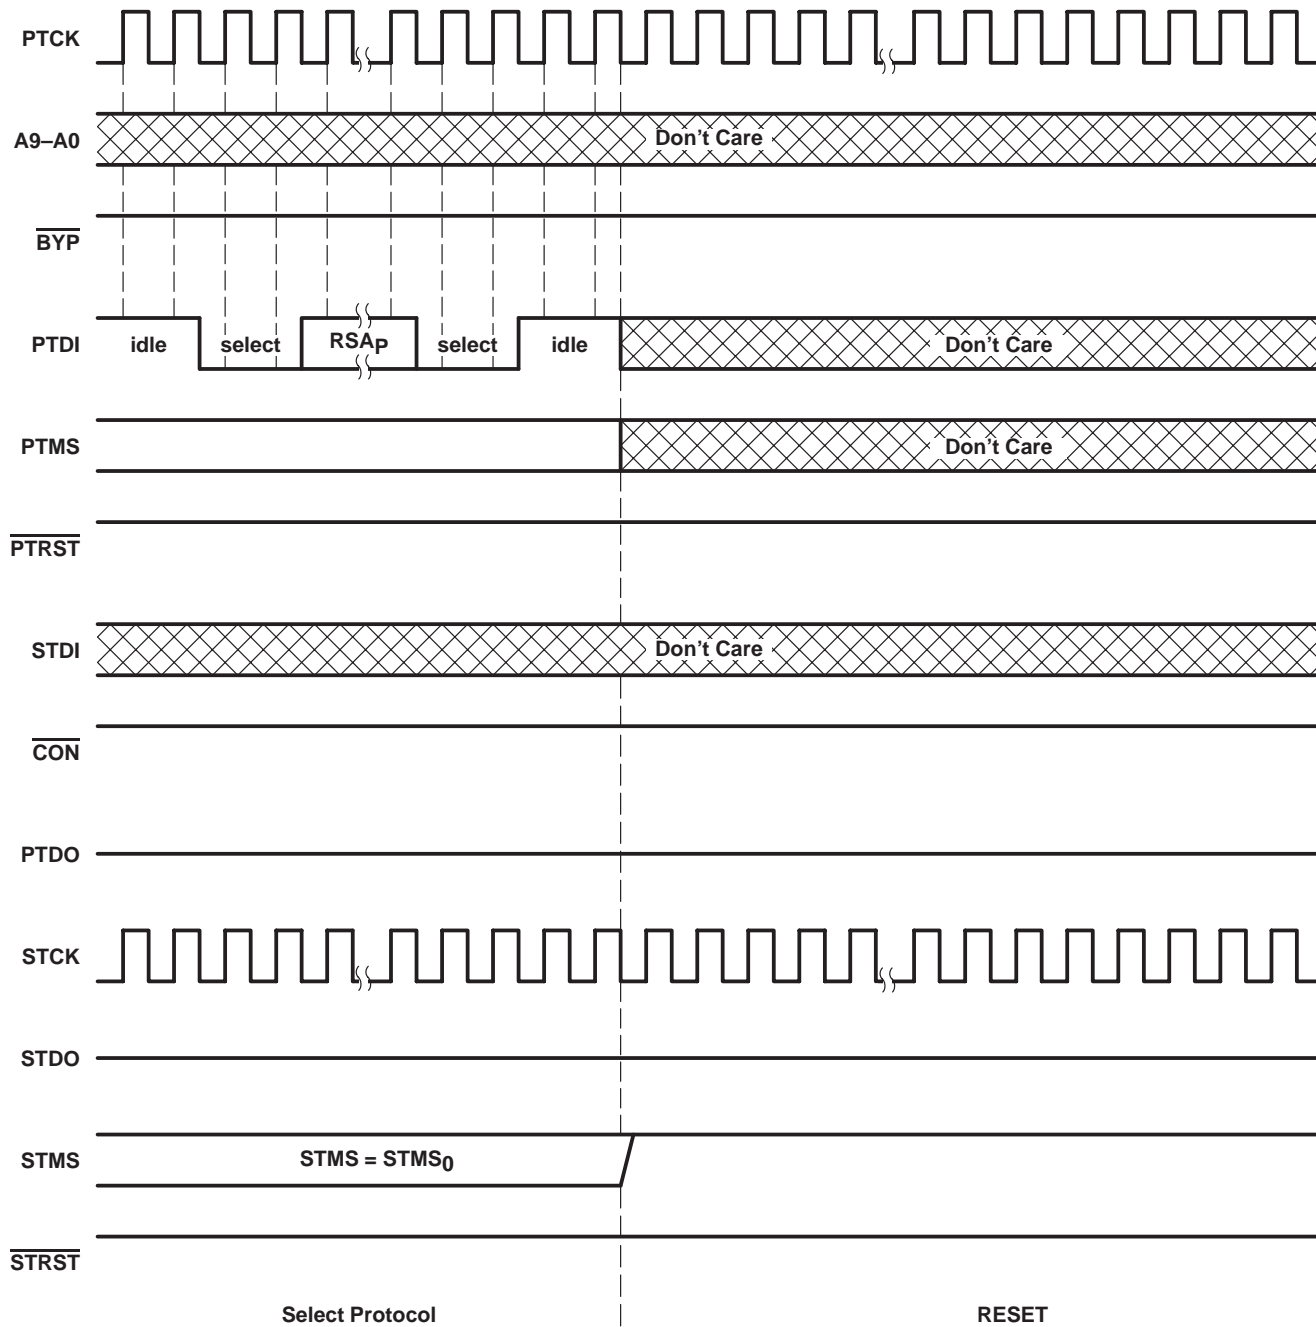 PTCK
A9–A0
Don't Care
BYP
PTDI
idle
select
RSAP
select
idle
Don't Care
PTMS
Don't Care
PTRST
STDI
Don't Care
CON
PTDO
STCK
STDO
STMS
STMS = STMS0
STRST
Select Protocol
RESET